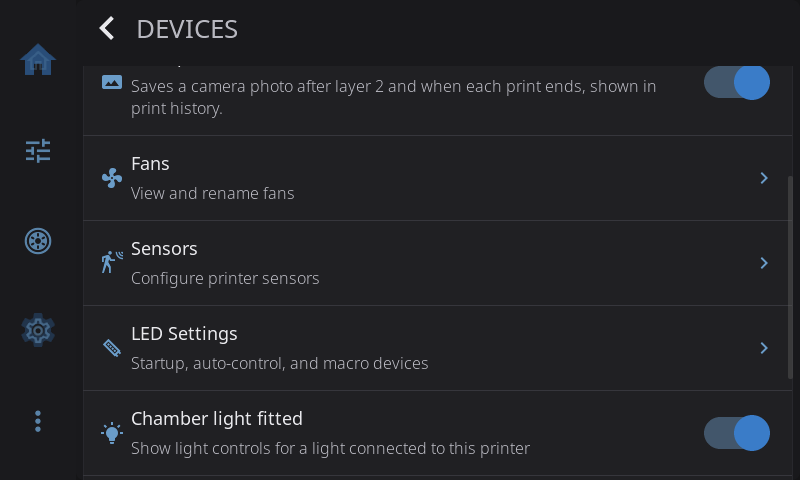 DEVICES
Saves a camera photo after layer 2 and when each print ends, shown in
print history.
Fans
View and rename fans
Sensors
Configure printer sensors
LED Settings
Startup, auto-control, and macro devices
Chamber light fitted
Show light controls for a light connected to this printer